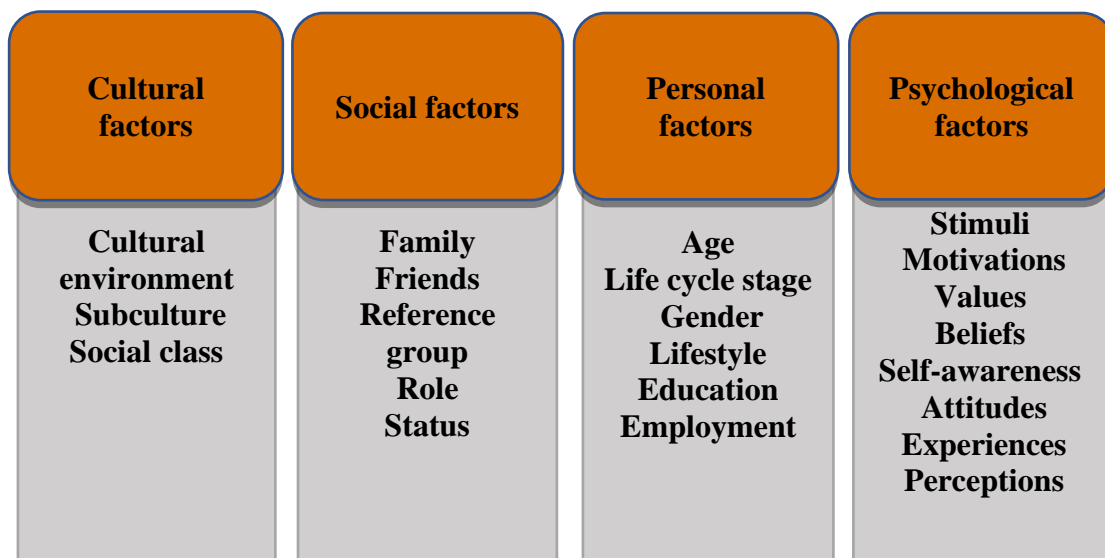 Cultural
factors
Cultural
environment
Subculture
Social class
Social factors
Family
Friends
Reference
group
Role
Status
Personal
factors
Age
Life cycle stage
Gender
Lifestyle
Education
Employment
Psychological
factors
Stimuli
Motivations
Values
Beliefs
Self-awareness
Attitudes
Experiences
Perceptions